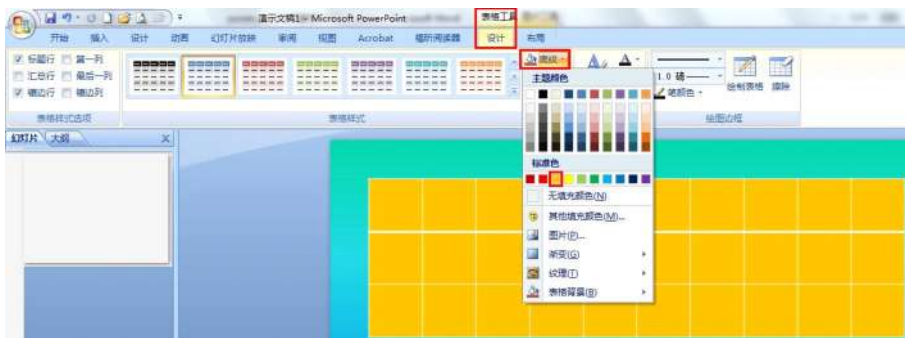 演示文稿1 - Microsoft PowerPoint
表格工具
开始 插入 设计 动画 幻灯片放映 审阅 视图 Acrobat 福昕阅读器 设计 布局
标题行 第一列
汇总行 最后一列
镶边行 镶边列
底纹
1.0 磅
笔颜色
绘制表格 擦除
表格样式选项 表格样式 绘图边框
幻灯片 大纲
主题颜色
标准色
无填充颜色(N)
其他填充颜色(M)...
图片(P)...
渐变(G)
纹理(T)
表格背景(B)